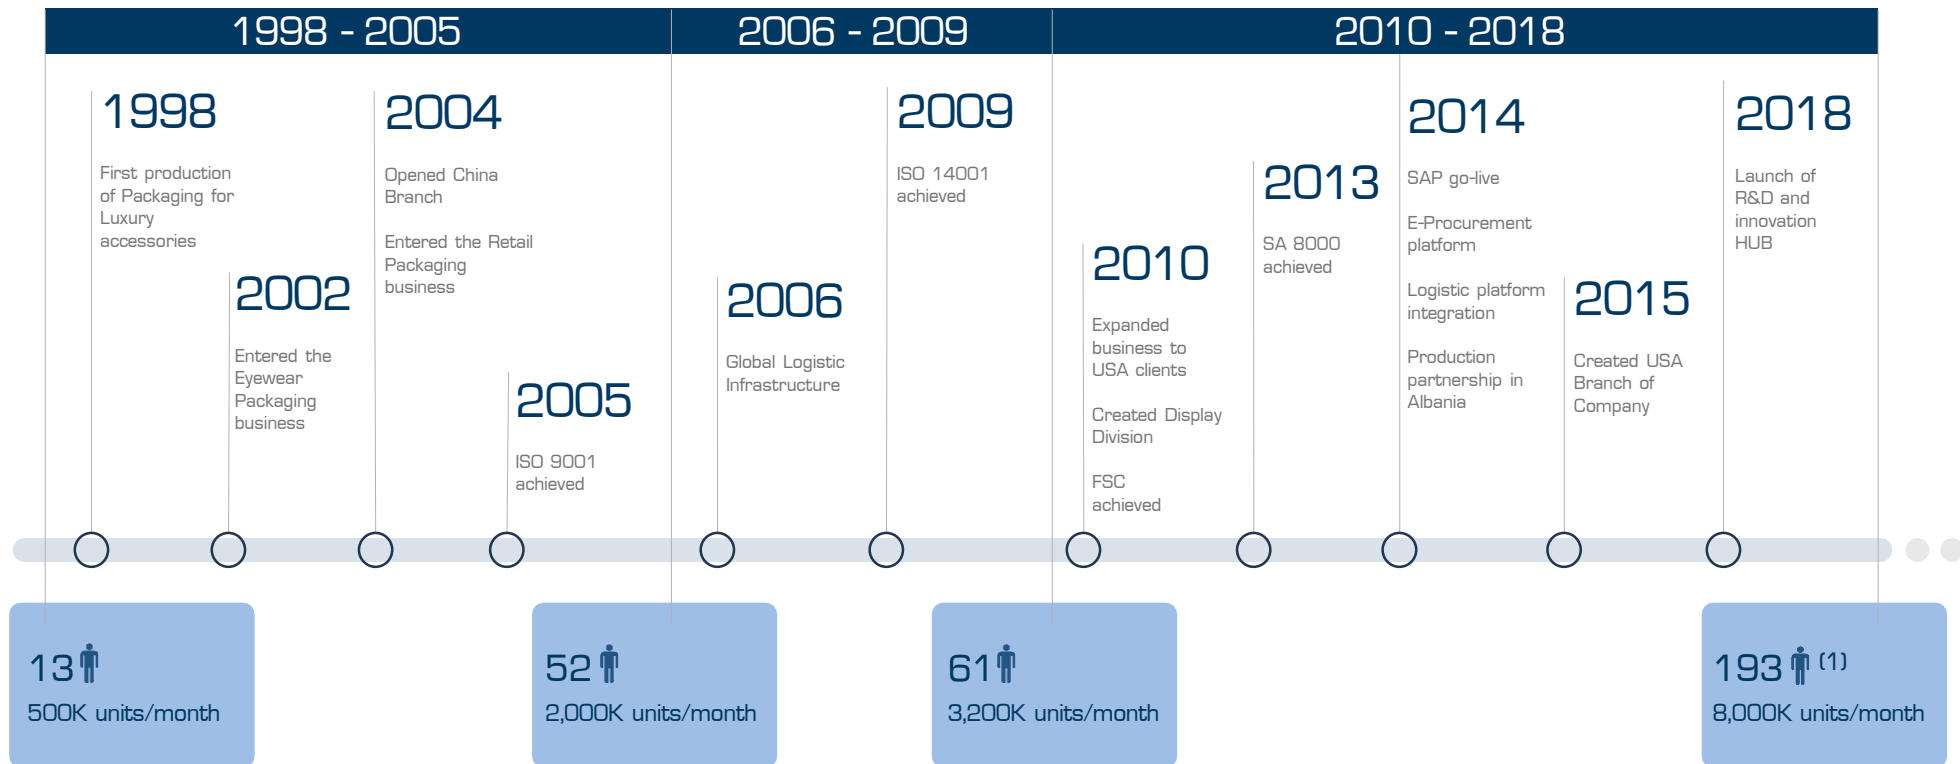 1998 - 2005
2006 - 2009
2010 - 2018
1998
First production
of Packaging for
Luxury
accessories
2002
Entered the
Eyewear
Packaging
business
2004
Opened China
Branch
Entered the Retail
Packaging
business
2005
ISO 9001
achieved
2006
Global Logistic
Infrastructure
2009
ISO 14001
achieved
2010
Expanded
business to
USA clients
Created Display
Division
FSC
achieved
2013
SA 8000
achieved
2014
SAP go-live
E-Procurement
platform
Logistic platform
integration
Production
partnership in
Albania
2015
Created USA
Branch of
Company
2018
Launch of
R&D and
innovation
HUB
13
500K units/month
52
2,000K units/month
61
3,200K units/month
193 (1)
8,000K units/month